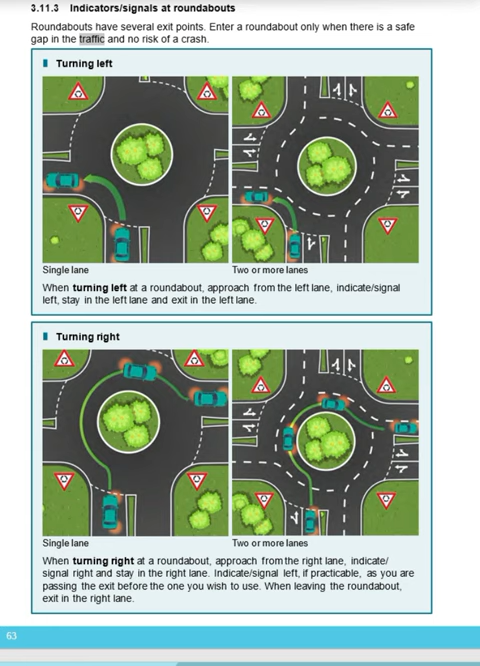 3.11.3 Indicators/signals at roundabouts
Roundabouts have several exit points. Enter a roundabout only when there is a safe
gap in the traffic and no risk of a crash.
Turning left
Single lane
Two or more lanes
When turning left at a roundabout, approach from the left lane, indicate/signal
left, stay in the left lane and exit in the left lane.
Turning right
Single lane
Two or more lanes
When turning right at a roundabout, approach from the right lane, indicate/
signal right and stay in the right lane. Indicate/signal left, if practicable, as you are
passing the exit before the one you wish to use. When leaving the roundabout,
exit in the right lane.
63